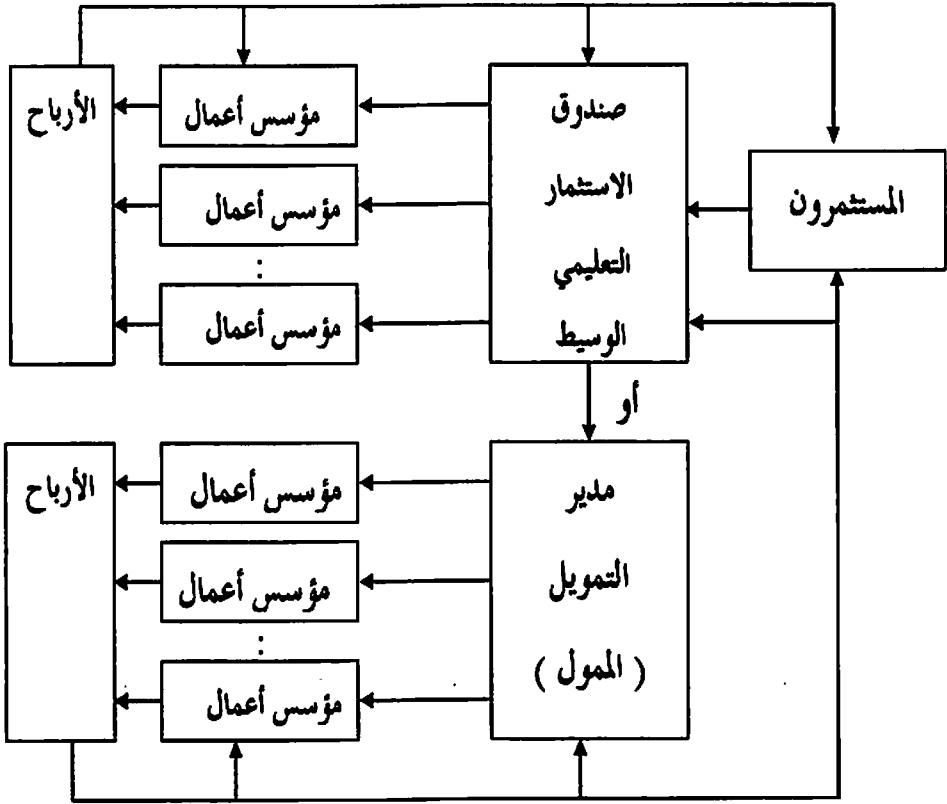 المستثمرون
صندوق
الاستثمار
التعليمي
الوسيط
مؤسس أعمال
مؤسس أعمال
:
مؤسس أعمال
الأرباح
أو
مدير
التمويل
( الممول )
مؤسس أعمال
مؤسس أعمال
:
مؤسس أعمال
الأرباح